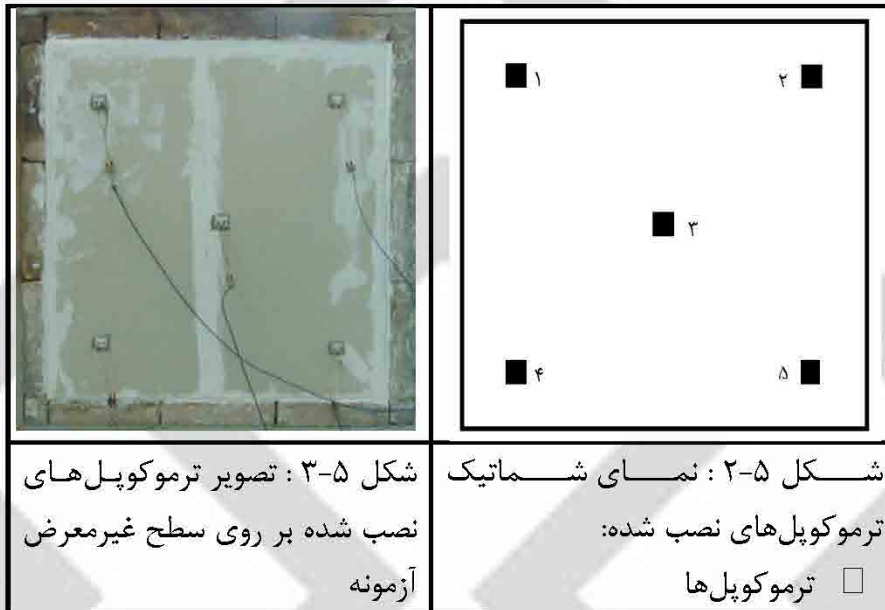 ۱
۲
۳
۴
۵
شکل ۵-۲ : نمای شماتیک
ترموکوپل‌های نصب شده:
□ ترموکوپل‌ها
شکل ۵-۳ : تصویر ترموکوپل‌های
نصب شده بر روی سطح غیرمعرض
آزمونه